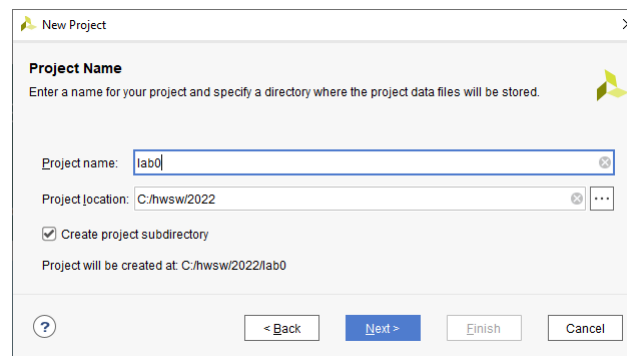 New Project
Project Name
Enter a name for your project and specify a directory where the project data files will be stored.
Project name: lab0
Project location: C:/hwsw/2022
Create project subdirectory
Project will be created at: C:/hwsw/2022/lab0
? < Back Next > Finish Cancel